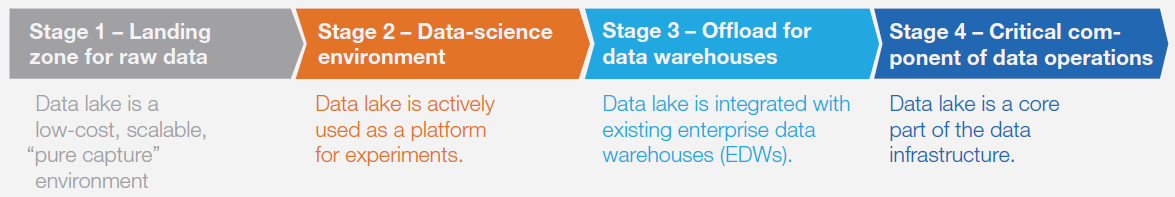 Stage 1 – Landing
zone for raw data
Data lake is a
low-cost, scalable,
“pure capture”
environment
Stage 2 – Data-science
environment
Data lake is actively
used as a platform
for experiments.
Stage 3 – Offload for
data warehouses
Data lake is integrated with
existing enterprise data
warehouses (EDWs).
Stage 4 – Critical com-
ponent of data operations
Data lake is a core
part of the data
infrastructure.